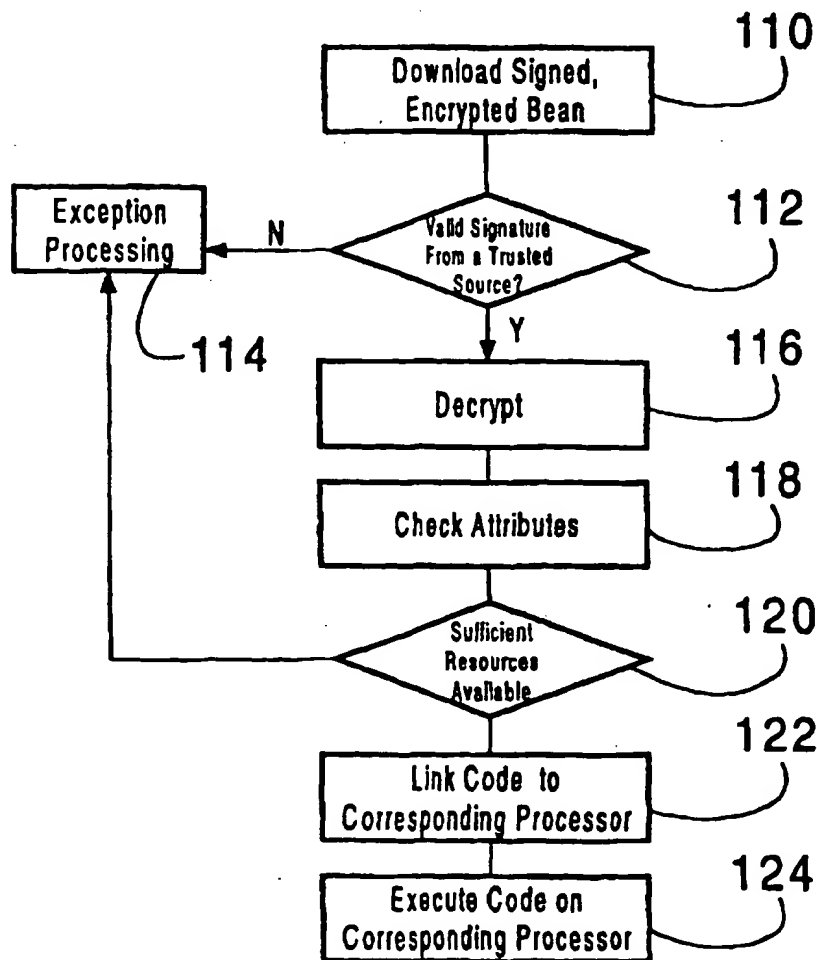 110
Download Signed,
Encrypted Bean
112
Valid Signature
From a Trusted
Source?
N
Exception
Processing
114
Y
116
Decrypt
118
Check Attributes
120
Sufficient
Resources
Available
122
Link Code to
Corresponding Processor
124
Execute Code on
Corresponding Processor